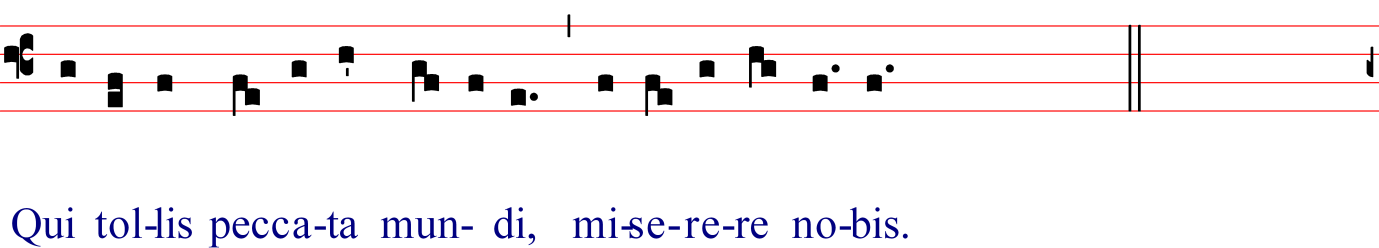 Qui tol-lis pecca-ta mun- di, mi-se-re-re no-bis.